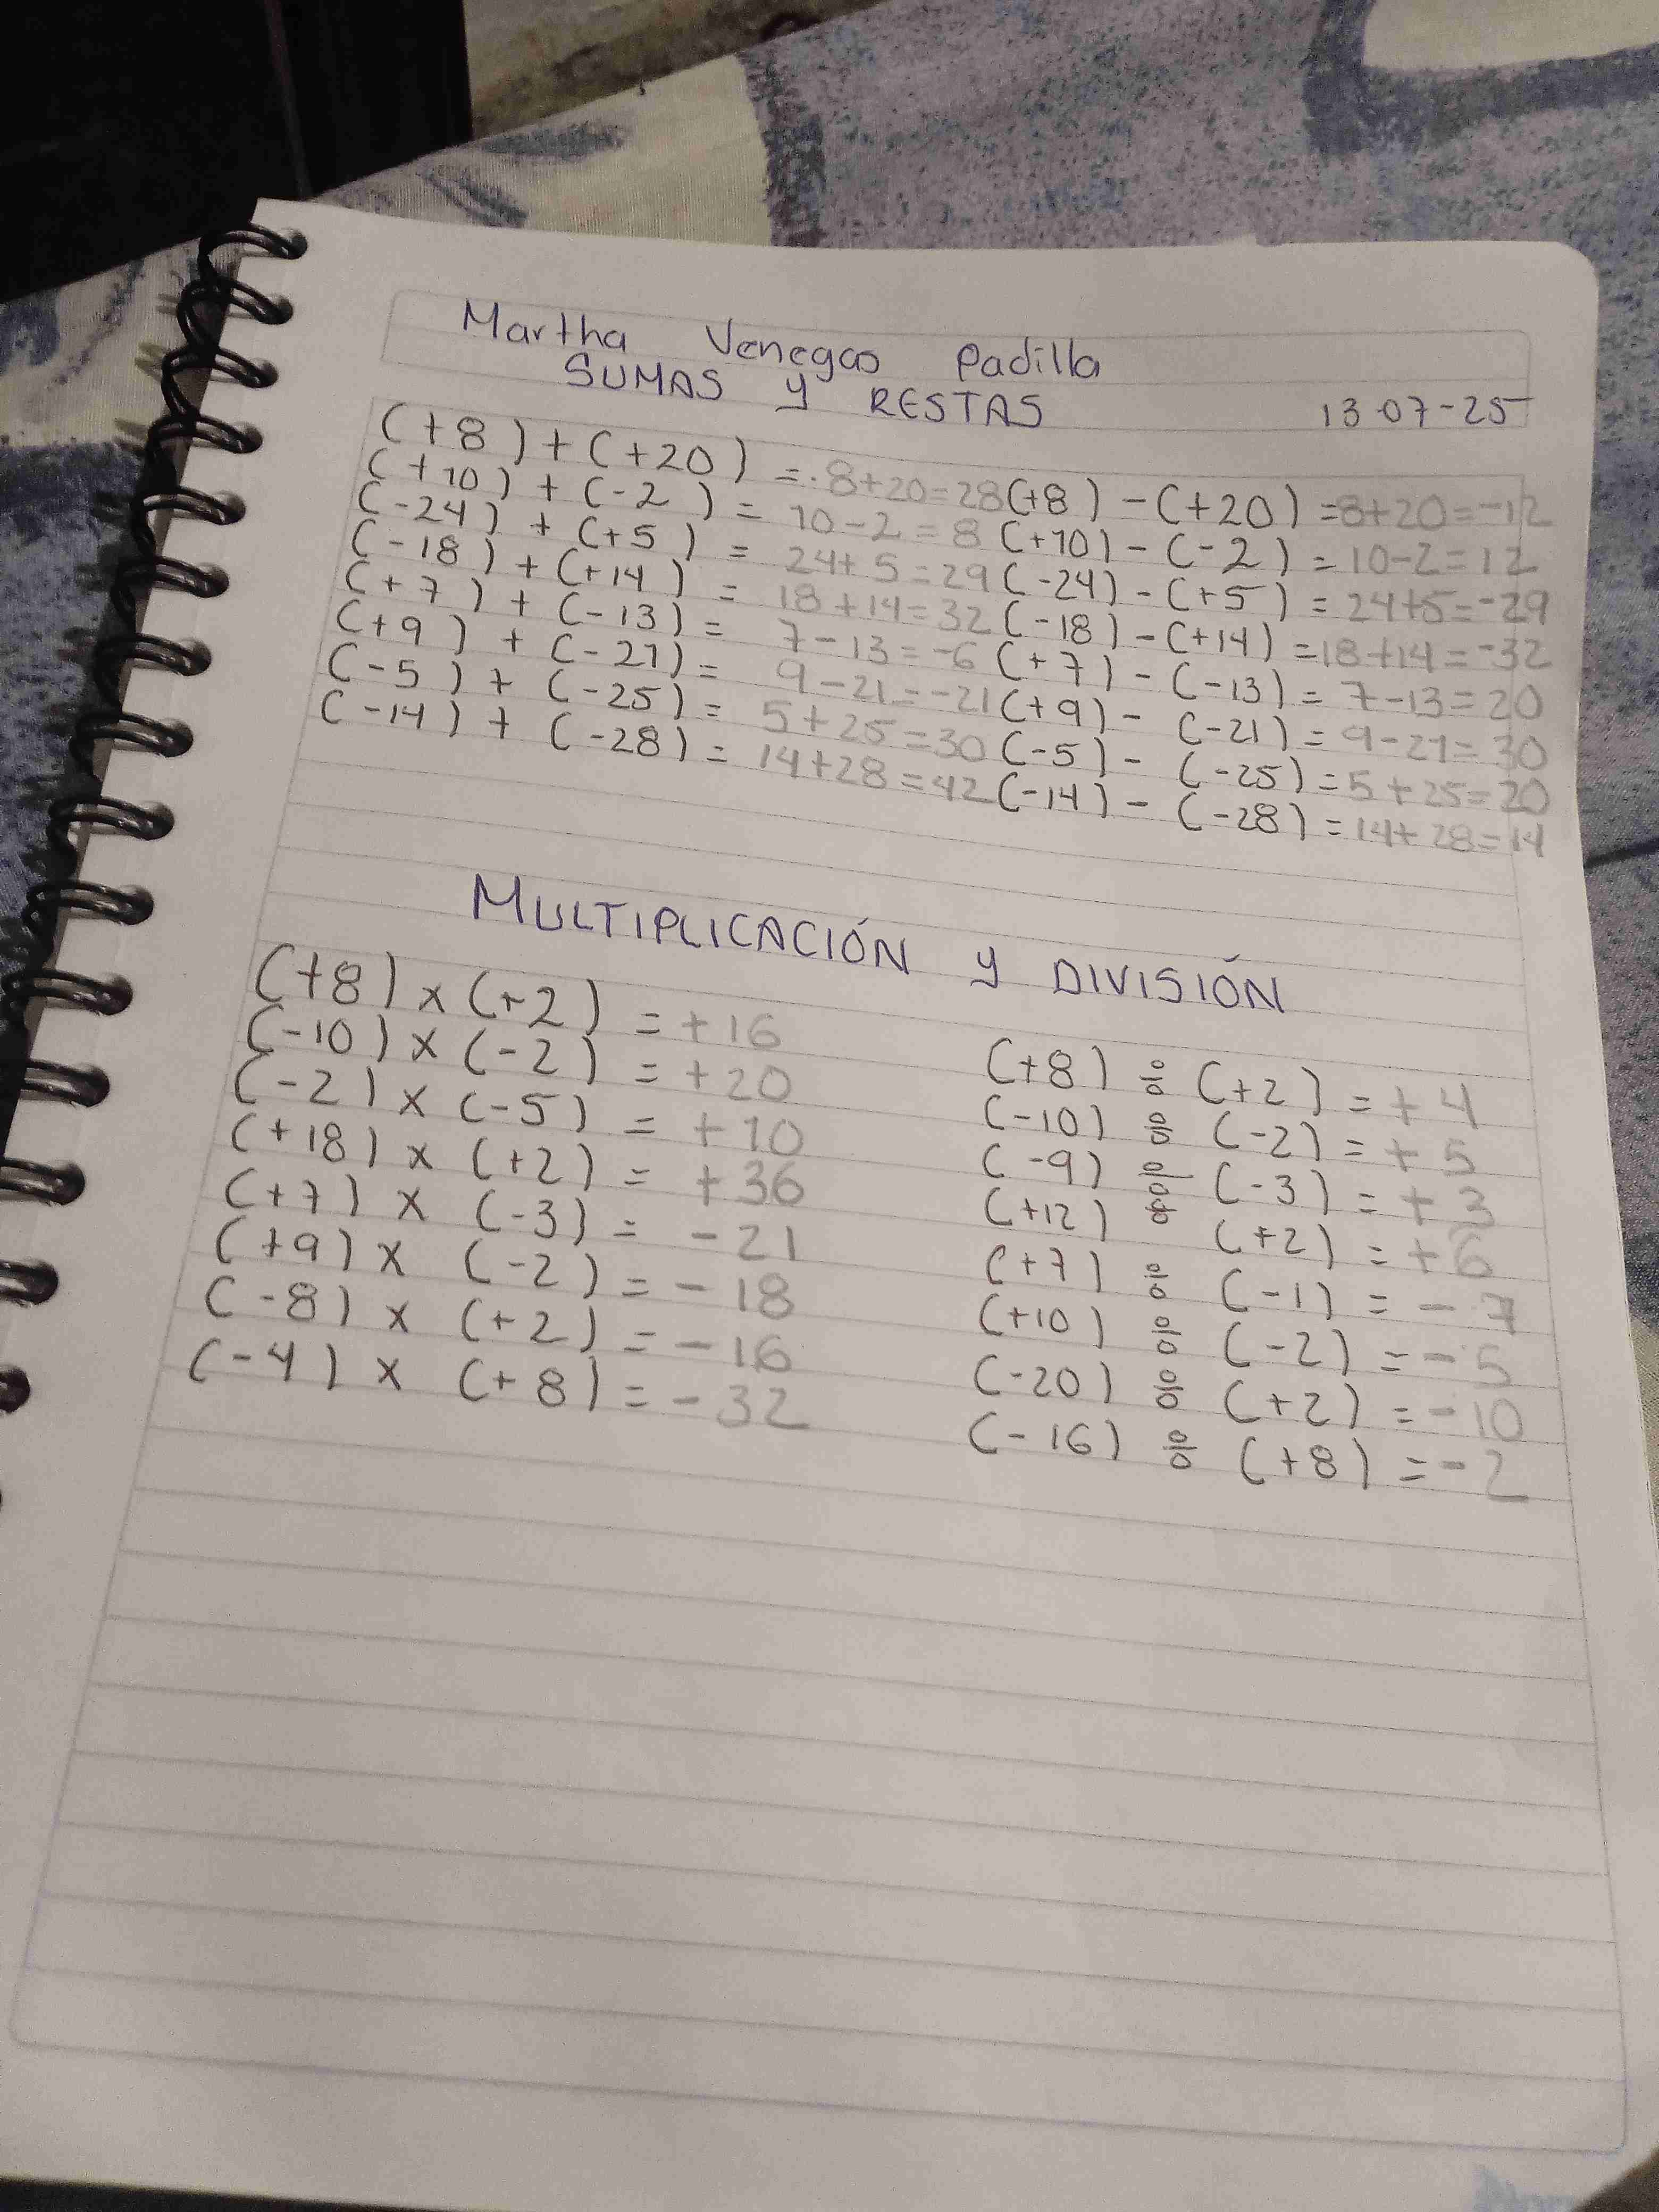 Martha Venegas Padilla
SUMAS y RESTAS 13-07-25
(+8) + (+20) = 8+20=28 (+8) - (+20) = 8+20=-12
(+10) + (-2) = 10-2=8 (+10) - (-2) = 10-2=12
(-24) + (+5) = 24+5=29 (-24) - (+5) = 24+5=-29
(-18) + (+14) = 18+14=32 (-18) - (+14) = 18+14=-32
(+7) + (-13) = 7-13=-6 (+7) - (-13) = 7-13=20
(+9) + (-21) = 9-21=-21 (+9) - (-21) = 9-21=30
(-5) + (-25) = 5+25=30 (-5) - (-25) = 5+25=20
(-14) + (-28) = 14+28=42 (-14) - (-28) = 14+28=14
MULTIPLICACIÓN y DIVISIÓN
(+8) x (+2) = +16 (+8) ÷ (+2) = +4
(-10) x (-2) = +20 (-10) ÷ (-2) = +5
(-2) x (-5) = +10 (-9) ÷ (-3) = +3
(+18) x (+2) = +36 (+12) ÷ (+2) = +6
(+7) x (-3) = -21 (+7) ÷ (-1) = -7
(+9) x (-2) = -18 (+10) ÷ (-2) = -5
(-8) x (+2) = -16 (-20) ÷ (+2) = -10
(-4) x (+8) = -32 (-16) ÷ (+8) = -2